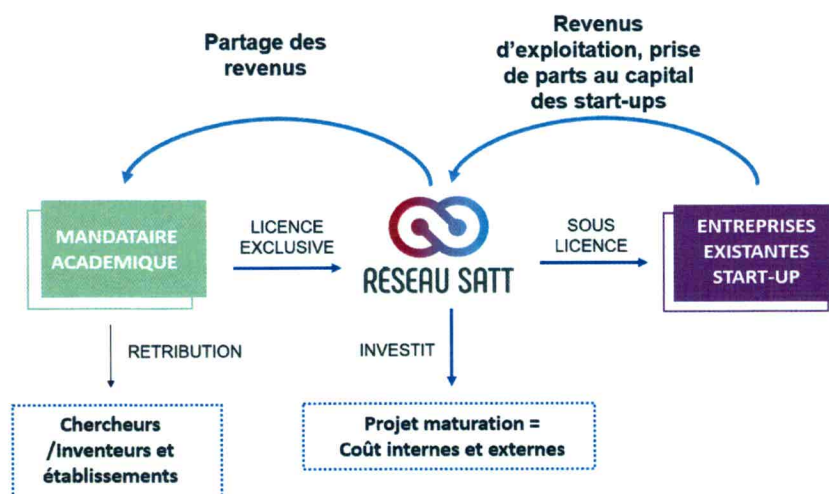 Partage des
revenus
Revenus
d'exploitation, prise
de parts au capital
des start-ups
MANDATAIRE
ACADEMIQUE
LICENCE
EXCLUSIVE
RÉSEAU SATT
SOUS
LICENCE
ENTREPRISES
EXISTANTES
START-UP
RETRIBUTION
INVESTIT
Chercheurs
/Inventeurs et
établissements
Projet maturation =
Coût internes et externes